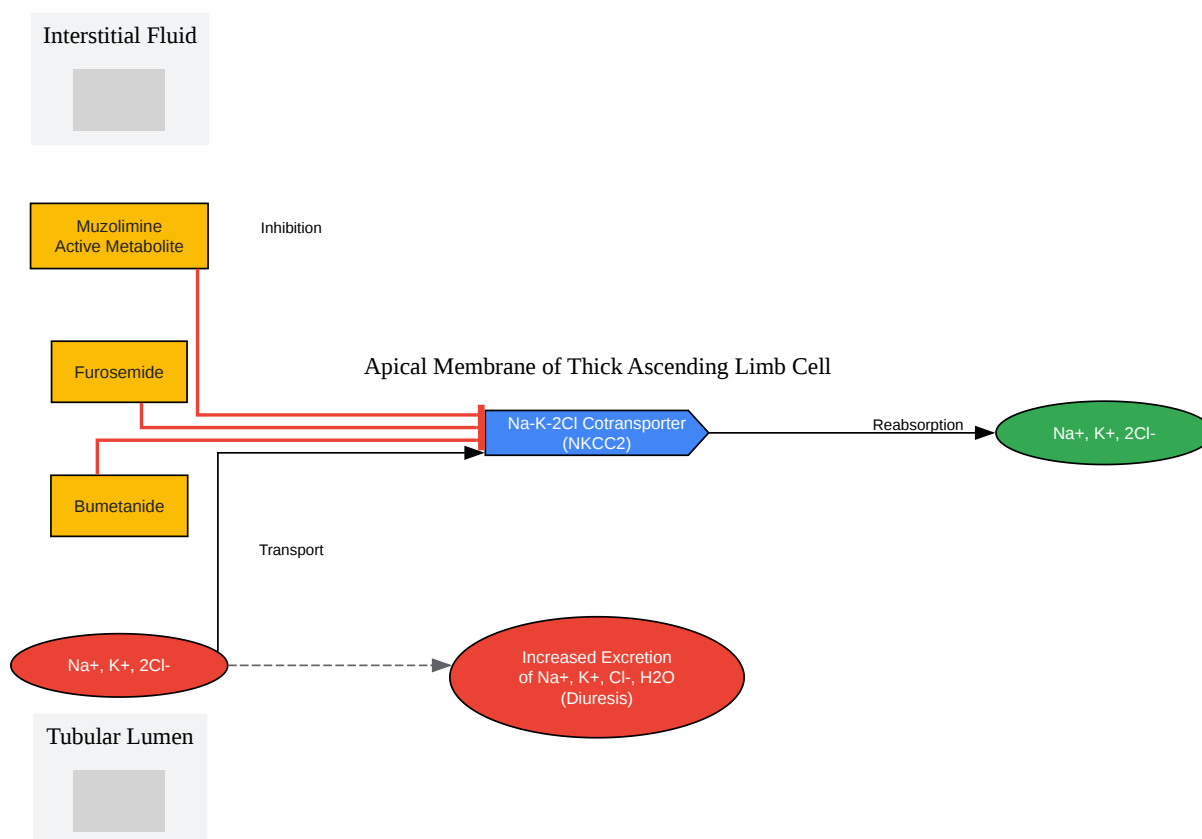 Interstitial Fluid
Muzolimine
Active Metabolite
Inhibition
Furosemide
Apical Membrane of Thick Ascending Limb Cell
Na-K-2Cl Cotransporter
(NKCC2)
Reabsorption
Na+, K+, 2Cl-
Bumetanide
Transport
Na+, K+, 2Cl-
Increased Excretion
of Na+, K+, Cl-, H2O
(Diuresis)
Tubular Lumen